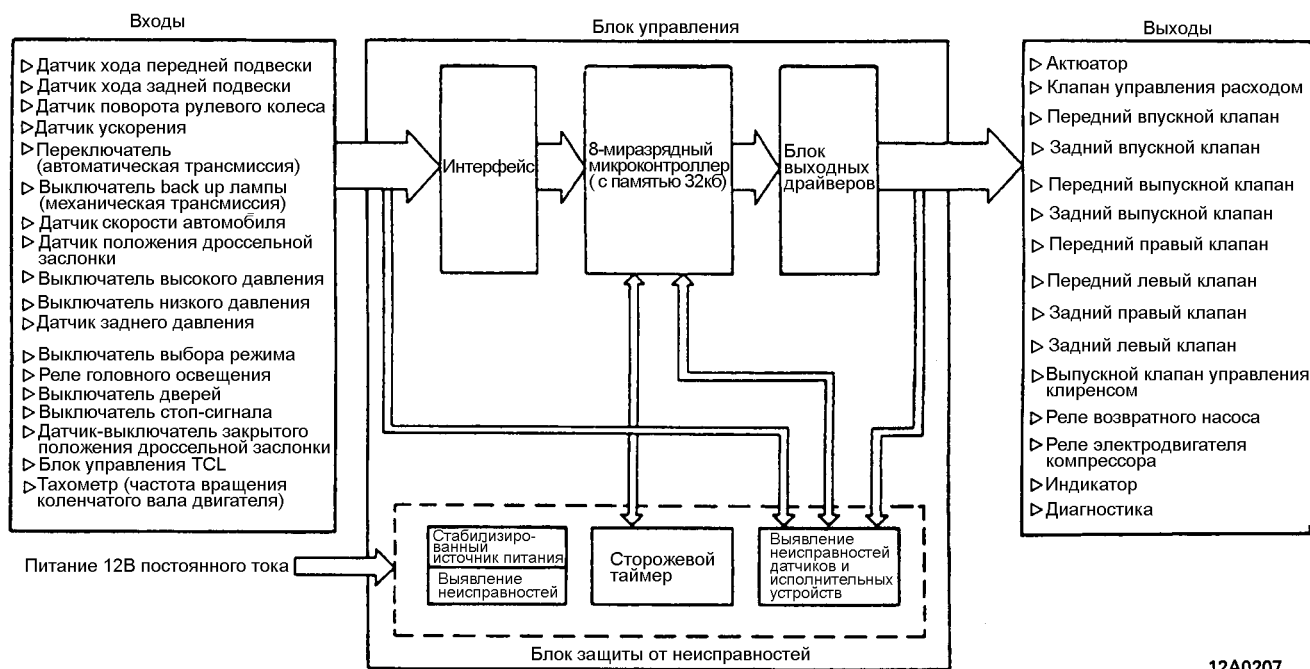 Входы
▷ Датчик хода передней подвески
▷ Датчик хода задней подвески
▷ Датчик поворота рулевого колеса
▷ Датчик ускорения
▷ Переключатель
(автоматическая трансмиссия)
▷ Выключатель back up лампы
(механическая трансмиссия)
▷ Датчик скорости автомобиля
▷ Датчик положения дроссельной
заслонки
▷ Выключатель высокого давления
▷ Выключатель низкого давления
▷ Датчик заднего давления
▷ Выключатель выбора режима
▷ Реле головного освещения
▷ Выключатель дверей
▷ Выключатель стоп-сигнала
▷ Датчик-выключатель закрытого
положения дроссельной заслонки
▷ Блок управления TCL
▷ Тахометр (частота вращения
коленчатого вала двигателя)
Питание 12В постоянного тока
Блок управления
Интерфейс
8-миразрядный
микроконтроллер
( с памятью 32кб)
Блок
выходных
драйверов
Стабилизиро-
ванный
источник питания
Выявление
неисправностей
Сторожевой
таймер
Выявление
неисправностей
датчиков и
исполнительных
устройств
Блок защиты от неисправностей
Выходы
▷ Актюатор
▷ Клапан управления расходом
▷ Передний впускной клапан
▷ Задний впускной клапан
▷ Передний выпускной клапан
▷ Задний выпускной клапан
▷ Передний правый клапан
▷ Передний левый клапан
▷ Задний правый клапан
▷ Задний левый клапан
▷ Выпускной клапан управления
клиренсом
▷ Реле возвратного насоса
▷ Реле электродвигателя
компрессора
▷ Индикатор
▷ Диагностика
12A0207